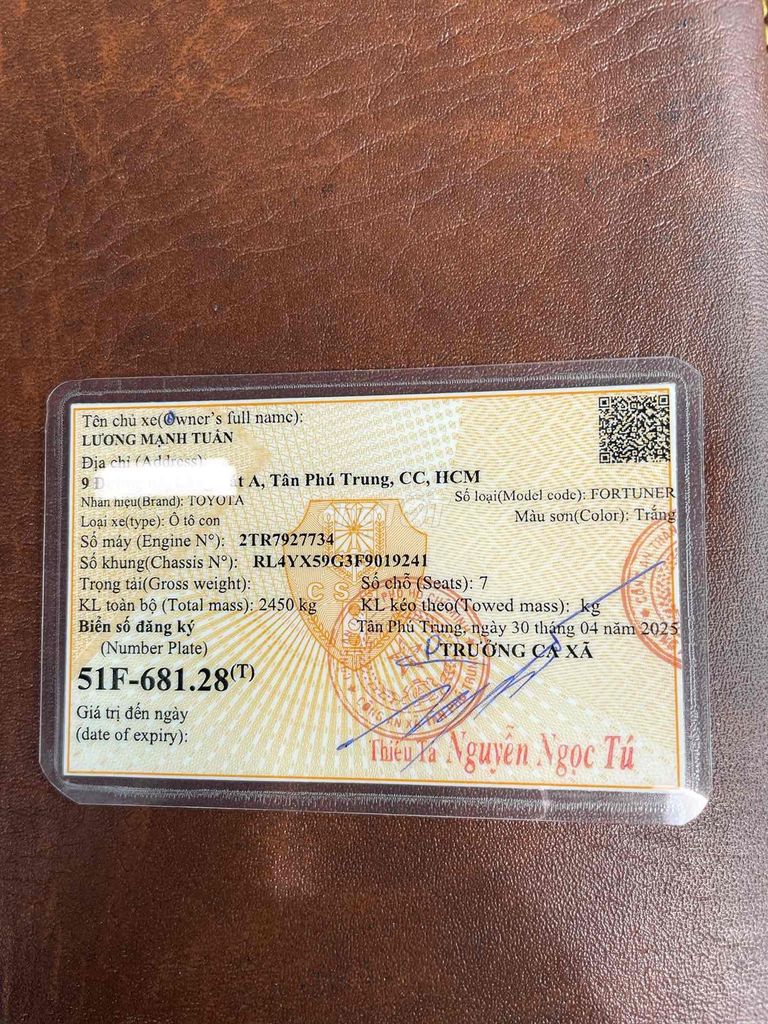 Tên chủ xe(Owner's full name):
LƯƠNG MẠNH TUẤN
Địa chỉ (Address)
9 A, Tân Phú Trung, CC, HCM
Nhãn hiệu(Brand): TOYOTA Số loại(Model code): FORTUNER
Loại xe(type): Ô tô con Màu sơn(Color): Trắng
Số máy (Engine N°): 2TR7927734
Số khung(Chassis N°): RL4YX59G3F9019241
Trọng tải(Gross weight): Số chỗ (Seats): 7
KL toàn bộ (Total mass): 2450 kg KL kéo theo(Towed mass): kg
Biển số đăng ký Tân Phú Trung, ngày 30 tháng 04 năm 2025
(Number Plate) TRƯỞNG CA XÃ
51F-681.28(T)
Giá trị đến ngày
(date of expiry):
Thiếu Tá Nguyễn Ngọc Tú